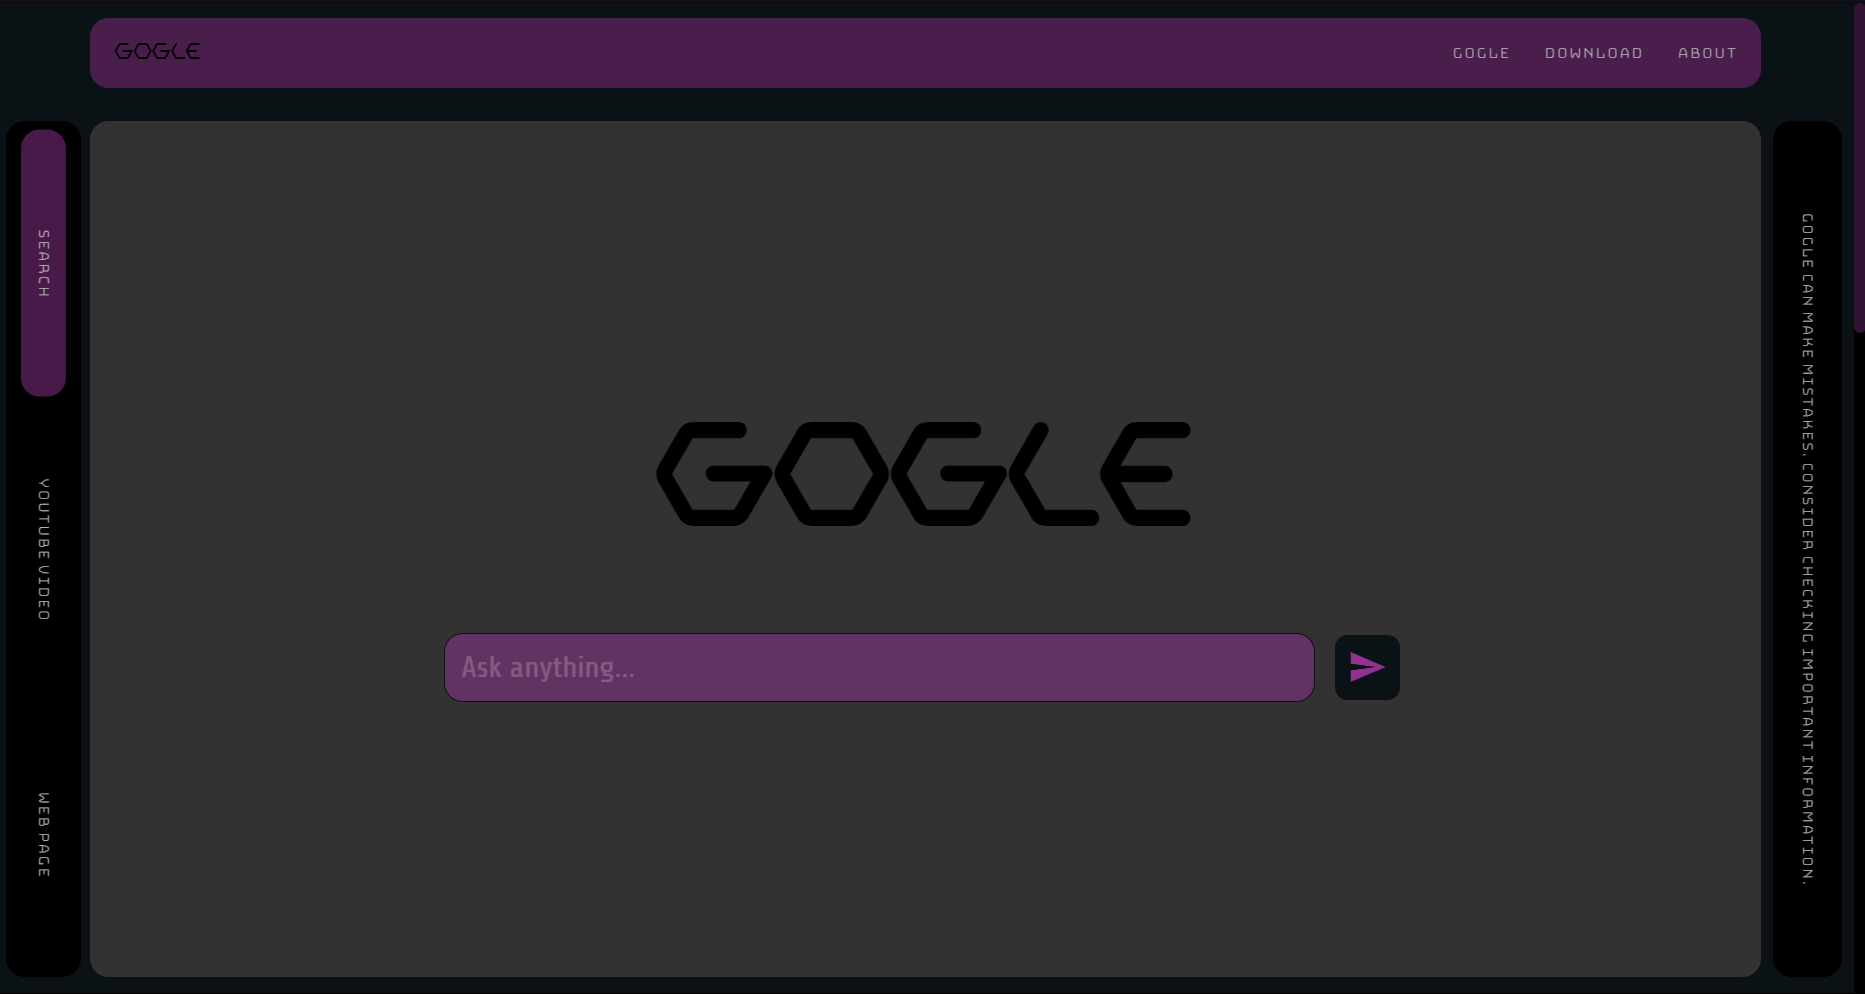 GOGLE
GOGLE
DOWNLOAD
ABOUT
SEARCH
YOUTUBE VIDEO
WEB PAGE
GOGLE
Ask anything...
GOGLE CAN MAKE MISTAKES. CONSIDER CHECKING IMPORTANT INFORMATION.